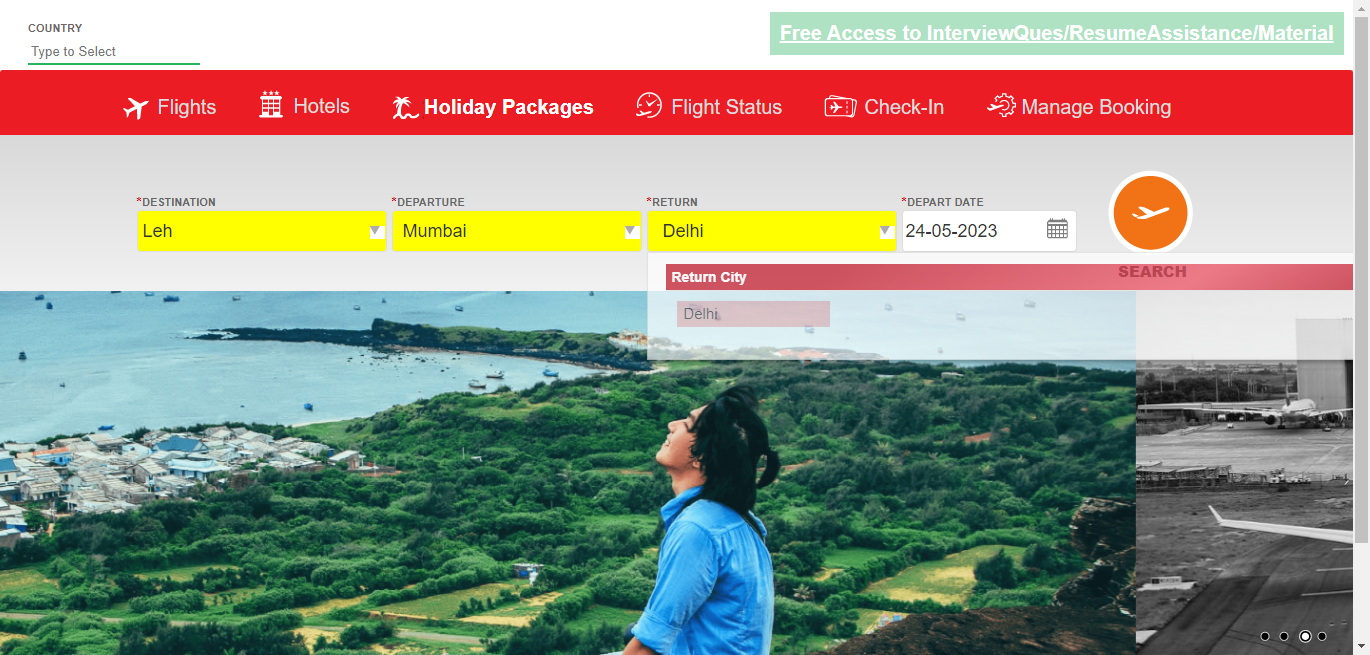 COUNTRY
Type to Select
Free Access to InterviewQues/ResumeAssistance/Material
Flights Hotels Holiday Packages Flight Status Check-In Manage Booking
*DESTINATION *DEPARTURE *RETURN *DEPART DATE
Leh Mumbai Delhi 24-05-2023
SEARCH
Return City
Delhi